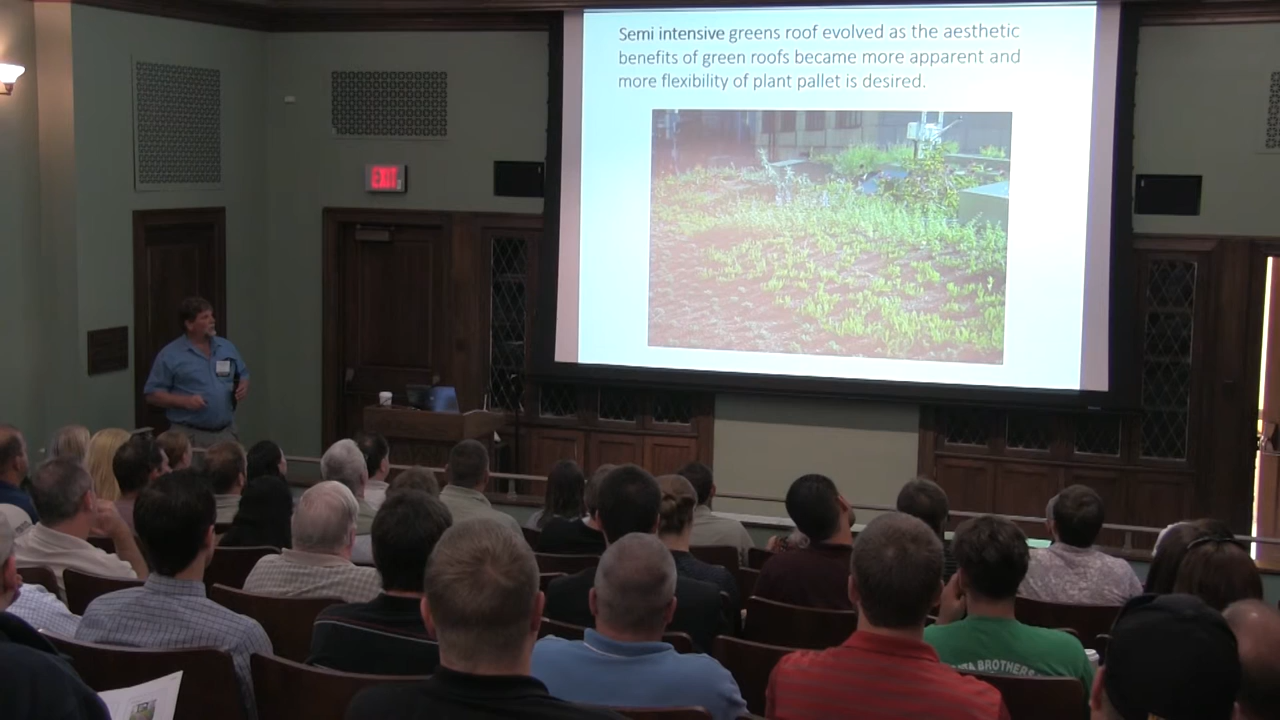 Semi intensive greens roof evolved as the aesthetic
benefits of green roofs became more apparent and
more flexibility of plant pallet is desired.
EXIT
BROTHERS